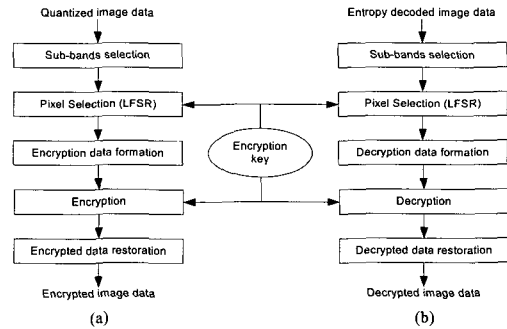 Quantized image data
Sub-bands selection
Pixel Selection (LFSR)
Encryption data formation
Encryption
Encrypted data restoration
Encrypted image data
(a)
Encryption
key
Entropy decoded image data
Sub-bands selection
Pixel Selection (LFSR)
Decryption data formation
Decryption
Decrypted data restoration
Decrypted image data
(b)